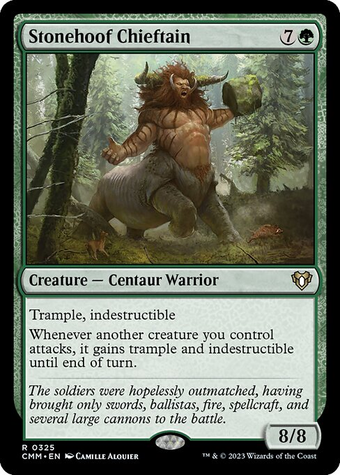 Stonehoof Chieftain 7
Creature — Centaur Warrior
Trample, indestructible
Whenever another creature you control
attacks, it gains trample and indestructible
until end of turn.
The soldiers were hopelessly outmatched, having
brought only swords, ballistas, fire, spellcraft, and
several large cannons to the battle.
8/8
R 0325
CMM • EN Camille Alquier
™ & © 2023 Wizards of the Coast